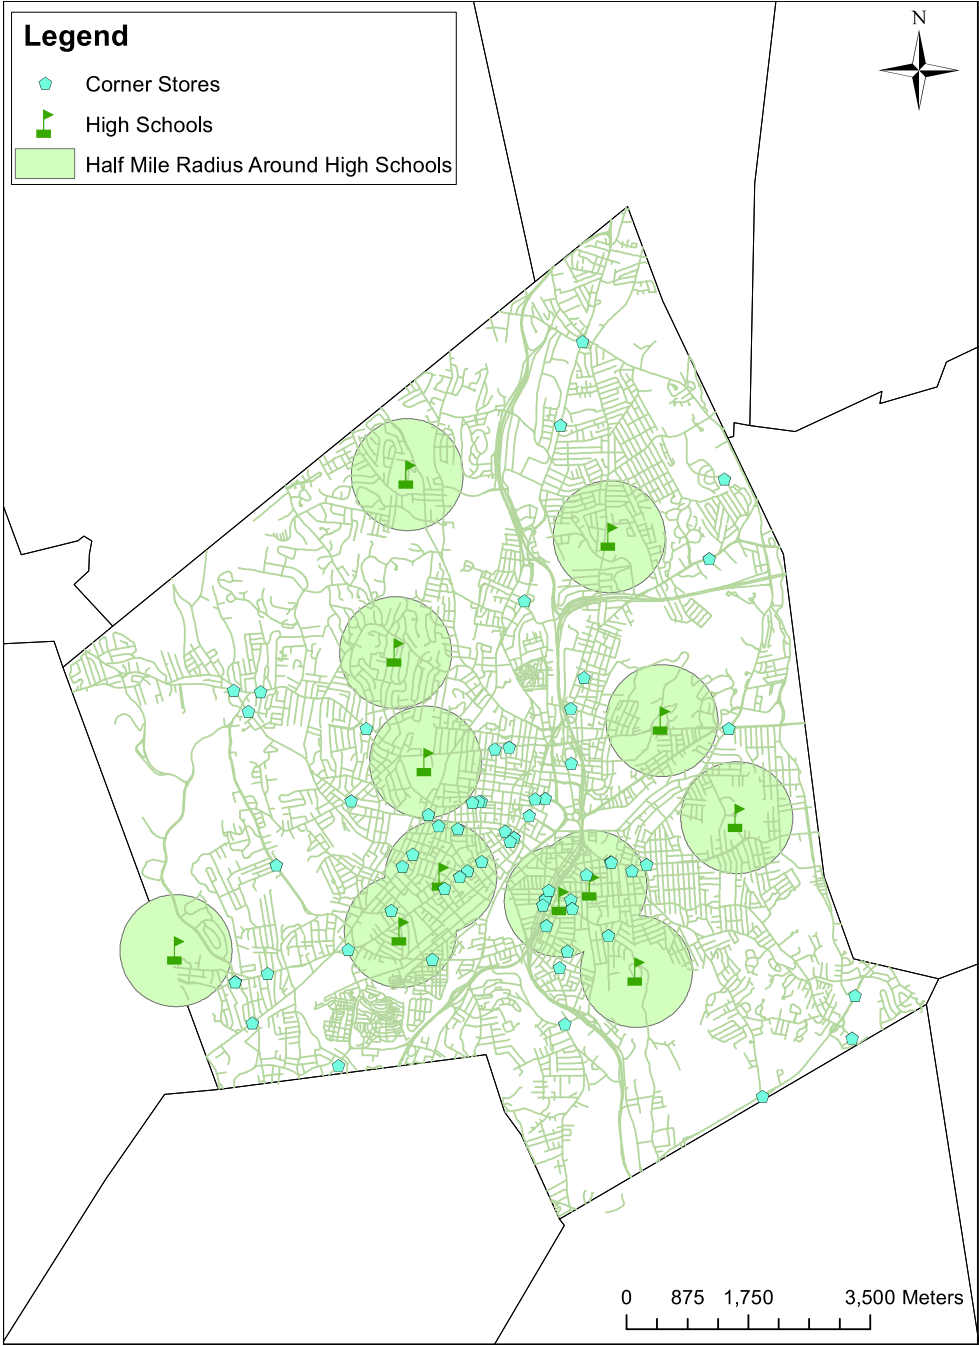 Legend
Corner Stores
High Schools
Half Mile Radius Around High Schools
N
0 875 1,750 3,500 Meters